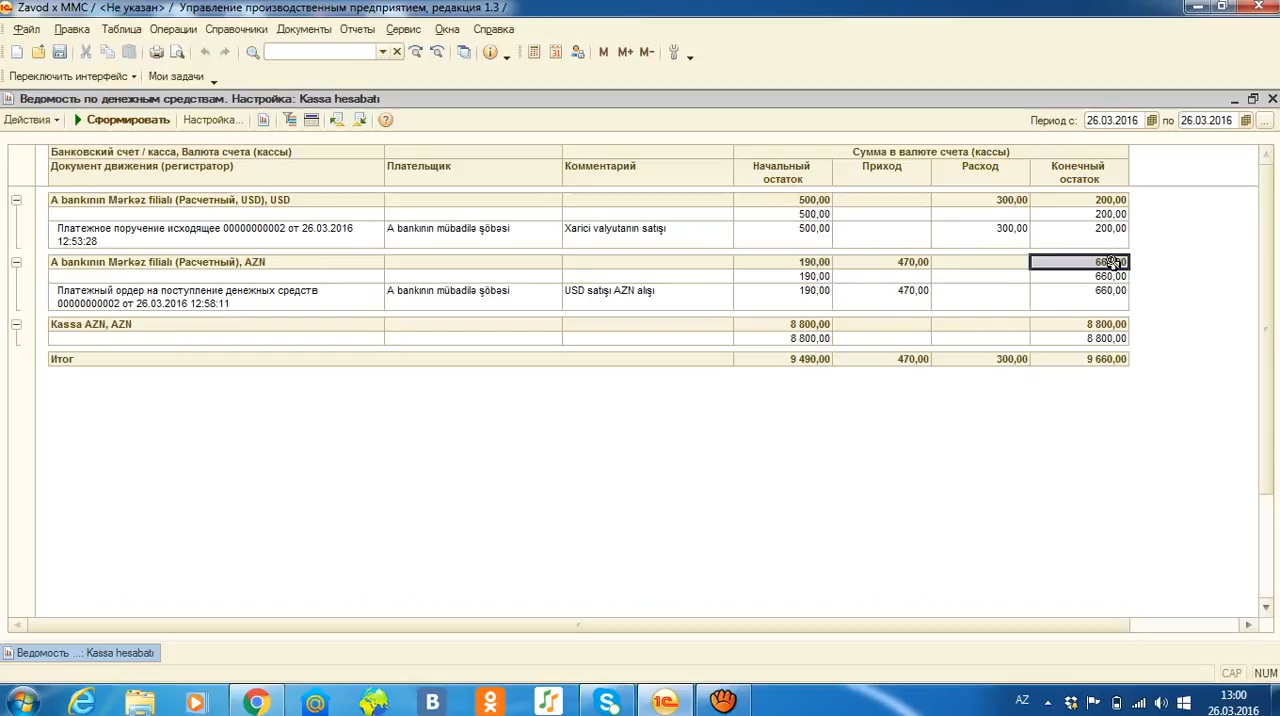 Zavod x MMC / <Не указан> / Управление производственным предприятием, редакция 1.3 /
Файл Правка Таблица Операции Справочники Документы Отчеты Сервис Окна Справка
M M+ M-
Переключить интерфейс Мои задачи
Ведомость по денежным средствам. Настройка: Kassa hesabatı
Действия Сформировать Настройка... Период с: 26.03.2016 по 26.03.2016 ...
Банковский счет / касса, Валюта счета (кассы) Сумма в валюте счета (кассы)
Документ движения (регистратор) Плательщик Комментарий Начальный остаток Приход Расход Конечный остаток
A bankının Mərkəz filialı (Расчетный, USD), USD 500,00 300,00 200,00
500,00 200,00
Платежное поручение исходящее 00000000002 от 26.03.2016 A bankının mübadilə şöbəsi Xarici valyutanın satışı 500,00 300,00 200,00
12:53:28
A bankının Mərkəz filialı (Расчетный), AZN 190,00 470,00
190,00 660,00
Платежный ордер на поступление денежных средств A bankının mübadilə şöbəsi USD satışı AZN alışı 190,00 470,00 660,00
00000000002 от 26.03.2016 12:58:11
Kassa AZN, AZN 8 800,00 8 800,00
8 800,00 8 800,00
Итог 9 490,00 470,00 300,00 9 660,00
Ведомость ...: Kassa hesabatı
CAP NUM
AZ 13:00
26.03.2016